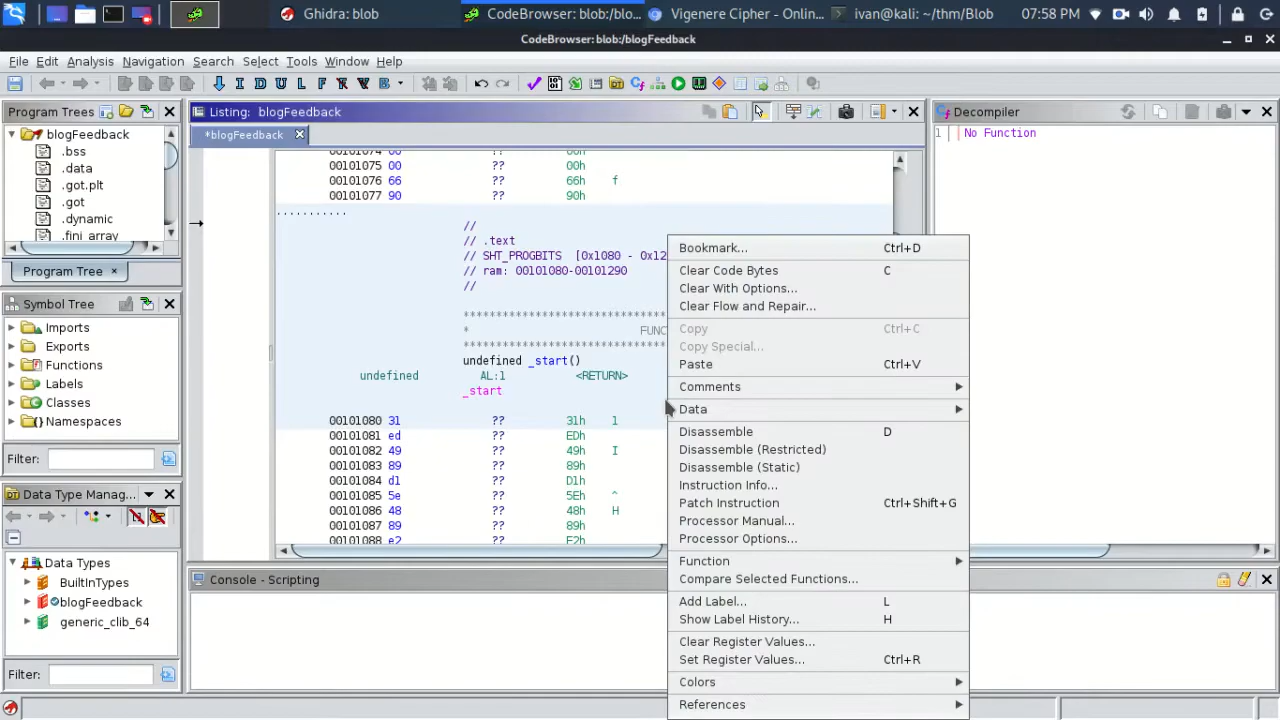 Ghidra: blob
CodeBrowser: blob:/blo...
Vigenere Cipher - Onlin...
ivan@kali: ~/thm/Blob
07:58 PM
CodeBrowser: blob:/blogFeedback
File Edit Analysis Navigation Search Select Tools Window Help
I D U L F R V B
Program Trees
blogFeedback
.bss
.data
.got.plt
.got
.dynamic
.fini_array
Program Tree ×
Symbol Tree
Imports
Exports
Functions
Labels
Classes
Namespaces
Filter:
Data Type Manag...
Data Types
BuiltInTypes
blogFeedback
generic_clib_64
Filter:
Listing: blogFeedback
*blogFeedback
00101074 00 ?? 00h
00101075 00 ?? 00h
00101076 66 ?? 66h f
00101077 90 ?? 90h
...........
//
// .text
// SHT_PROGBITS [0x1080 - 0x12
// ram: 00101080-00101290
//
*******************************
* FUNC
*******************************
undefined _start()
undefined AL:1 <RETURN>
_start
00101080 31 ?? 31h 1
00101081 ed ?? EDh
00101082 49 ?? 49h I
00101083 89 ?? 89h
00101084 d1 ?? D1h
00101085 5e ?? 5Eh ^
00101086 48 ?? 48h H
00101087 89 ?? 89h
00101088 e2 ?? E2h
Console - Scripting
Decompiler
1 No Function
Bookmark... Ctrl+D
Clear Code Bytes C
Clear With Options...
Clear Flow and Repair...
Copy Ctrl+C
Copy Special...
Paste Ctrl+V
Comments
Data
Disassemble D
Disassemble (Restricted)
Disassemble (Static)
Instruction Info...
Patch Instruction Ctrl+Shift+G
Processor Manual...
Processor Options...
Function
Compare Selected Functions...
Add Label... L
Show Label History... H
Clear Register Values...
Set Register Values... Ctrl+R
Colors
References